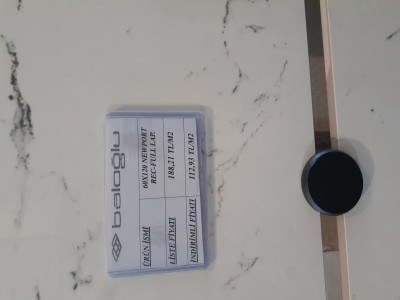 baloğlu
ÜRÜN İSMİ 60X120 NEWPORT
REC-FULL LAP.
LİSTE FİYATI 188,21 TL/M2
İNDİRİMLİ FİYATI 112,93 TL/M2